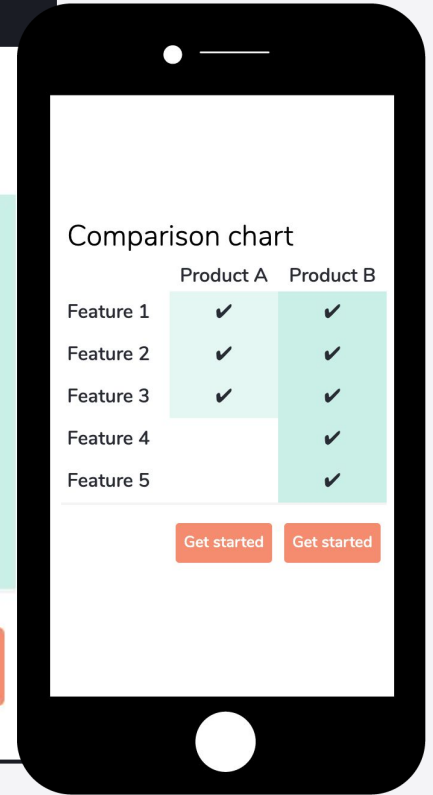 Comparison chart
Product A Product B
Feature 1 ✔ ✔
Feature 2 ✔ ✔
Feature 3 ✔ ✔
Feature 4 ✔
Feature 5 ✔
Get started Get started